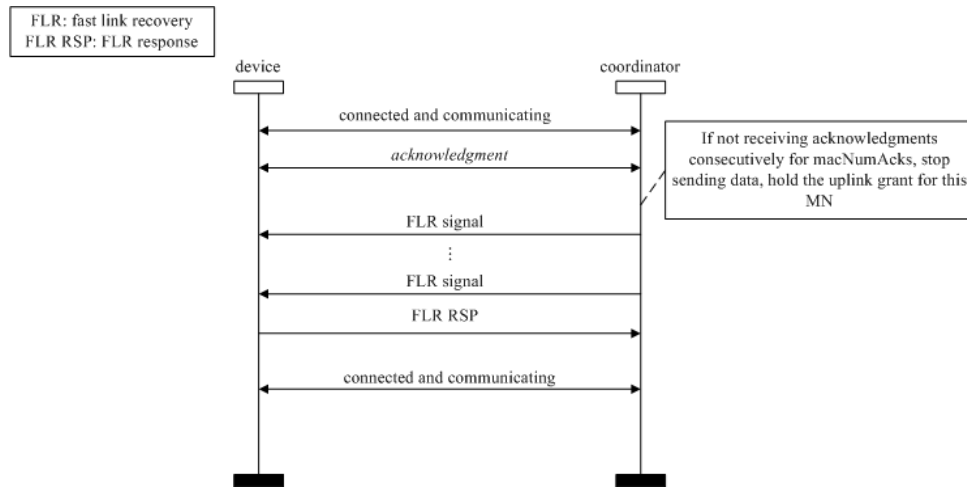 FLR: fast link recovery
FLR RSP: FLR response
device
coordinator
connected and communicating
acknowledgment
If not receiving acknowledgments
consecutively for macNumAcks, stop
sending data, hold the uplink grant for this
MN
FLR signal
⋮
FLR signal
FLR RSP
connected and communicating